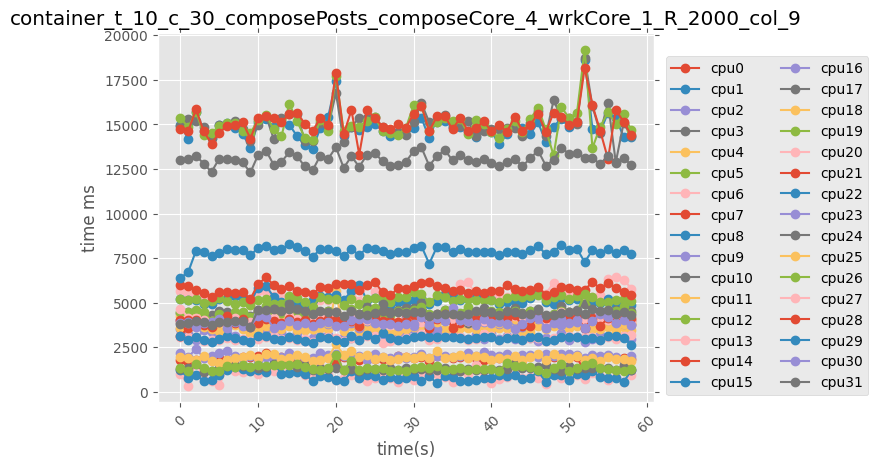 container_t_10_c_30_composePosts_composeCore_4_wrkCore_1_R_2000_col_9
time ms
20000
17500
15000
12500
10000
7500
5000
2500
0
0 10 20 30 40 50 60
time(s)
cpu0 cpu16
cpu1 cpu17
cpu2 cpu18
cpu3 cpu19
cpu4 cpu20
cpu5 cpu21
cpu6 cpu22
cpu7 cpu23
cpu8 cpu24
cpu9 cpu25
cpu10 cpu26
cpu11 cpu27
cpu12 cpu28
cpu13 cpu29
cpu14 cpu30
cpu15 cpu31